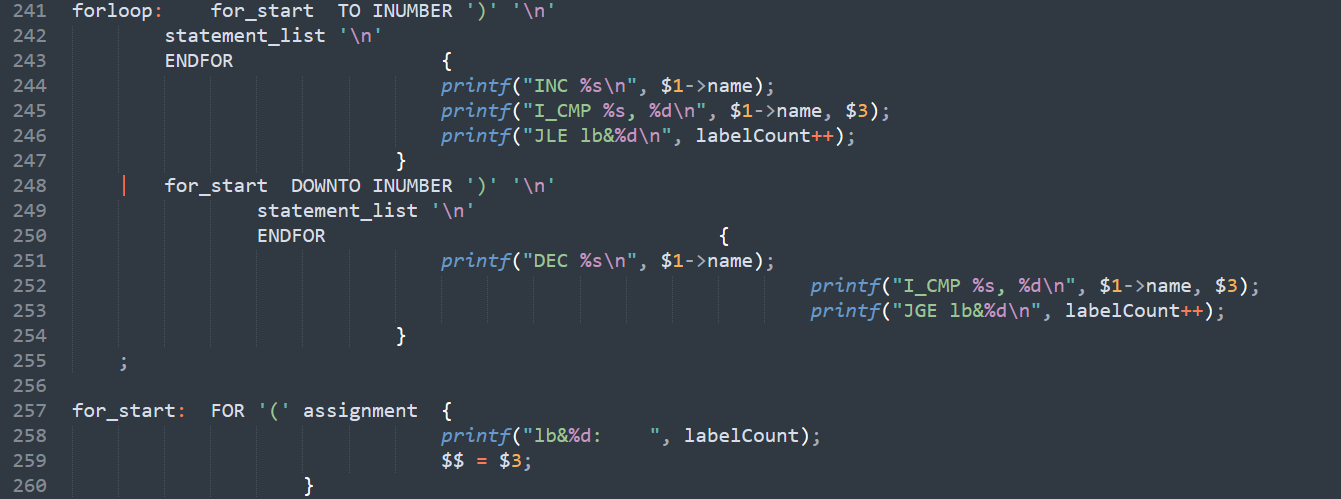 241 forloop:    for_start  TO INUMBER ')' '\n'
242         statement_list '\n'
243         ENDFOR                  {
244                                 printf("INC %s\n", $1->name);
245                                 printf("I_CMP %s, %d\n", $1->name, $3);
246                                 printf("JLE lb&%d\n", labelCount++);
247                             }
248     |   for_start  DOWNTO INUMBER ')' '\n'
249                 statement_list '\n'
250                 ENDFOR                                  {
251                                 printf("DEC %s\n", $1->name);
252                                                                 printf("I_CMP %s, %d\n", $1->name, $3);
253                                                                 printf("JGE lb&%d\n", labelCount++);
254                             }
255     ;
256
257 for_start:  FOR '(' assignment  {
258                                 printf("lb&%d:    ", labelCount);
259                                 $$ = $3;
260                     }